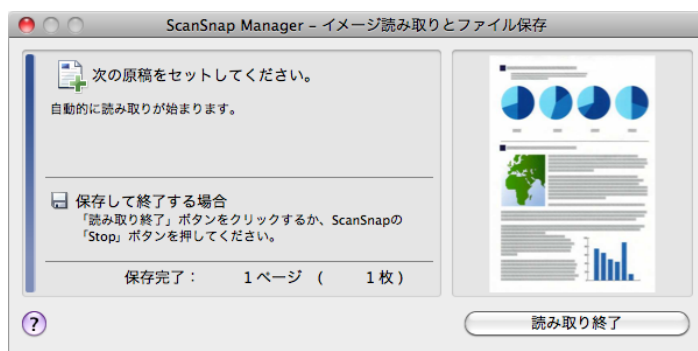 ScanSnap Manager – イメージ読み取りとファイル保存
次の原稿をセットしてください。
自動的に読み取りが始まります。
保存して終了する場合
「読み取り終了」ボタンをクリックするか、ScanSnapの
「Stop」ボタンを押してください。
保存完了： 1ページ ( 1枚 )
?
読み取り終了